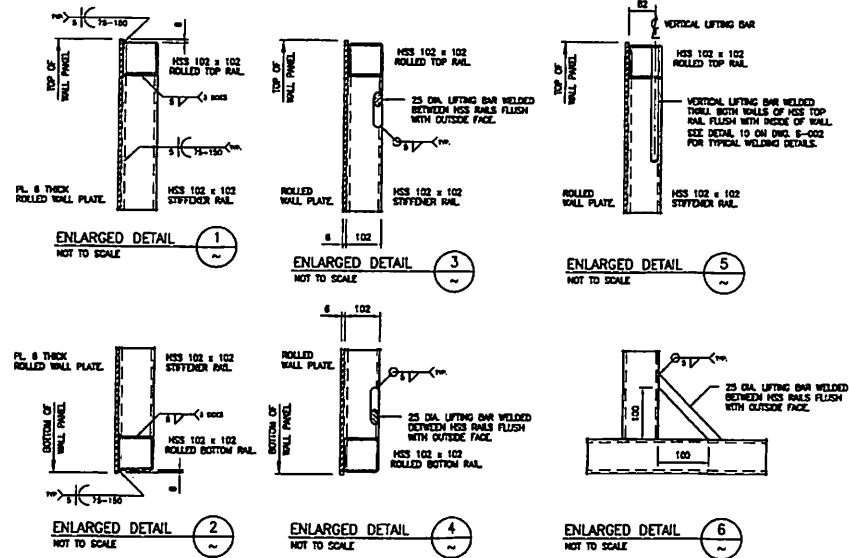 TYP.
5
75-150
8
TOP OF
WALL PANEL
HSS 102 x 102
ROLLED TOP RAIL
5
3 SIDES
5
75-150
TYP.
PL. 6 THICK
ROLLED WALL PLATE.
HSS 102 x 102
STIFFENER RAIL
ENLARGED DETAIL
1
~
NOT TO SCALE
TOP OF
WALL PANEL
HSS 102 x 102
ROLLED TOP RAIL.
25 DIA. LIFTING BAR WELDED
BETWEEN HSS RAILS FLUSH
WITH OUTSIDE FACE.
5
TYP.
ROLLED
WALL PLATE.
HSS 102 x 102
STIFFENER RAIL
6
102
ENLARGED DETAIL
3
~
NOT TO SCALE
82
VERTICAL LIFTING BAR
TOP OF
WALL PANEL
HSS 102 x 102
ROLLED TOP RAIL
VERTICAL LIFTING BAR WELDED
THRU. BOTH WALLS OF HSS TOP
RAIL FLUSH WITH INSIDE OF WALL.
SEE DETAIL 10 ON DWG. S-002
FOR TYPICAL WELDING DETAILS.
ROLLED
WALL PLATE.
HSS 102 x 102
STIFFENER RAIL
ENLARGED DETAIL
5
~
NOT TO SCALE
PL. 6 THICK
ROLLED WALL PLATE.
HSS 102 x 102
STIFFENER RAIL
5
3 SIDES
BOTTOM OF
WALL PANEL
HSS 102 x 102
ROLLED BOTTOM RAIL.
8
TYP
5
75-150
ENLARGED DETAIL
2
~
NOT TO SCALE
6
102
ROLLED
WALL PLATE.
5
TYP.
25 DIA. LIFTING BAR WELDED
BETWEEN HSS RAILS FLUSH
WITH OUTSIDE FACE.
BOTTOM OF
WALL PANEL
HSS 102 x 102
ROLLED BOTTOM RAIL
ENLARGED DETAIL
4
~
NOT TO SCALE
5
TYP.
25 DIA. LIFTING BAR WELDED
BETWEEN HSS RAILS FLUSH
WITH OUTSIDE FACE.
100
100
ENLARGED DETAIL
6
~
NOT TO SCALE